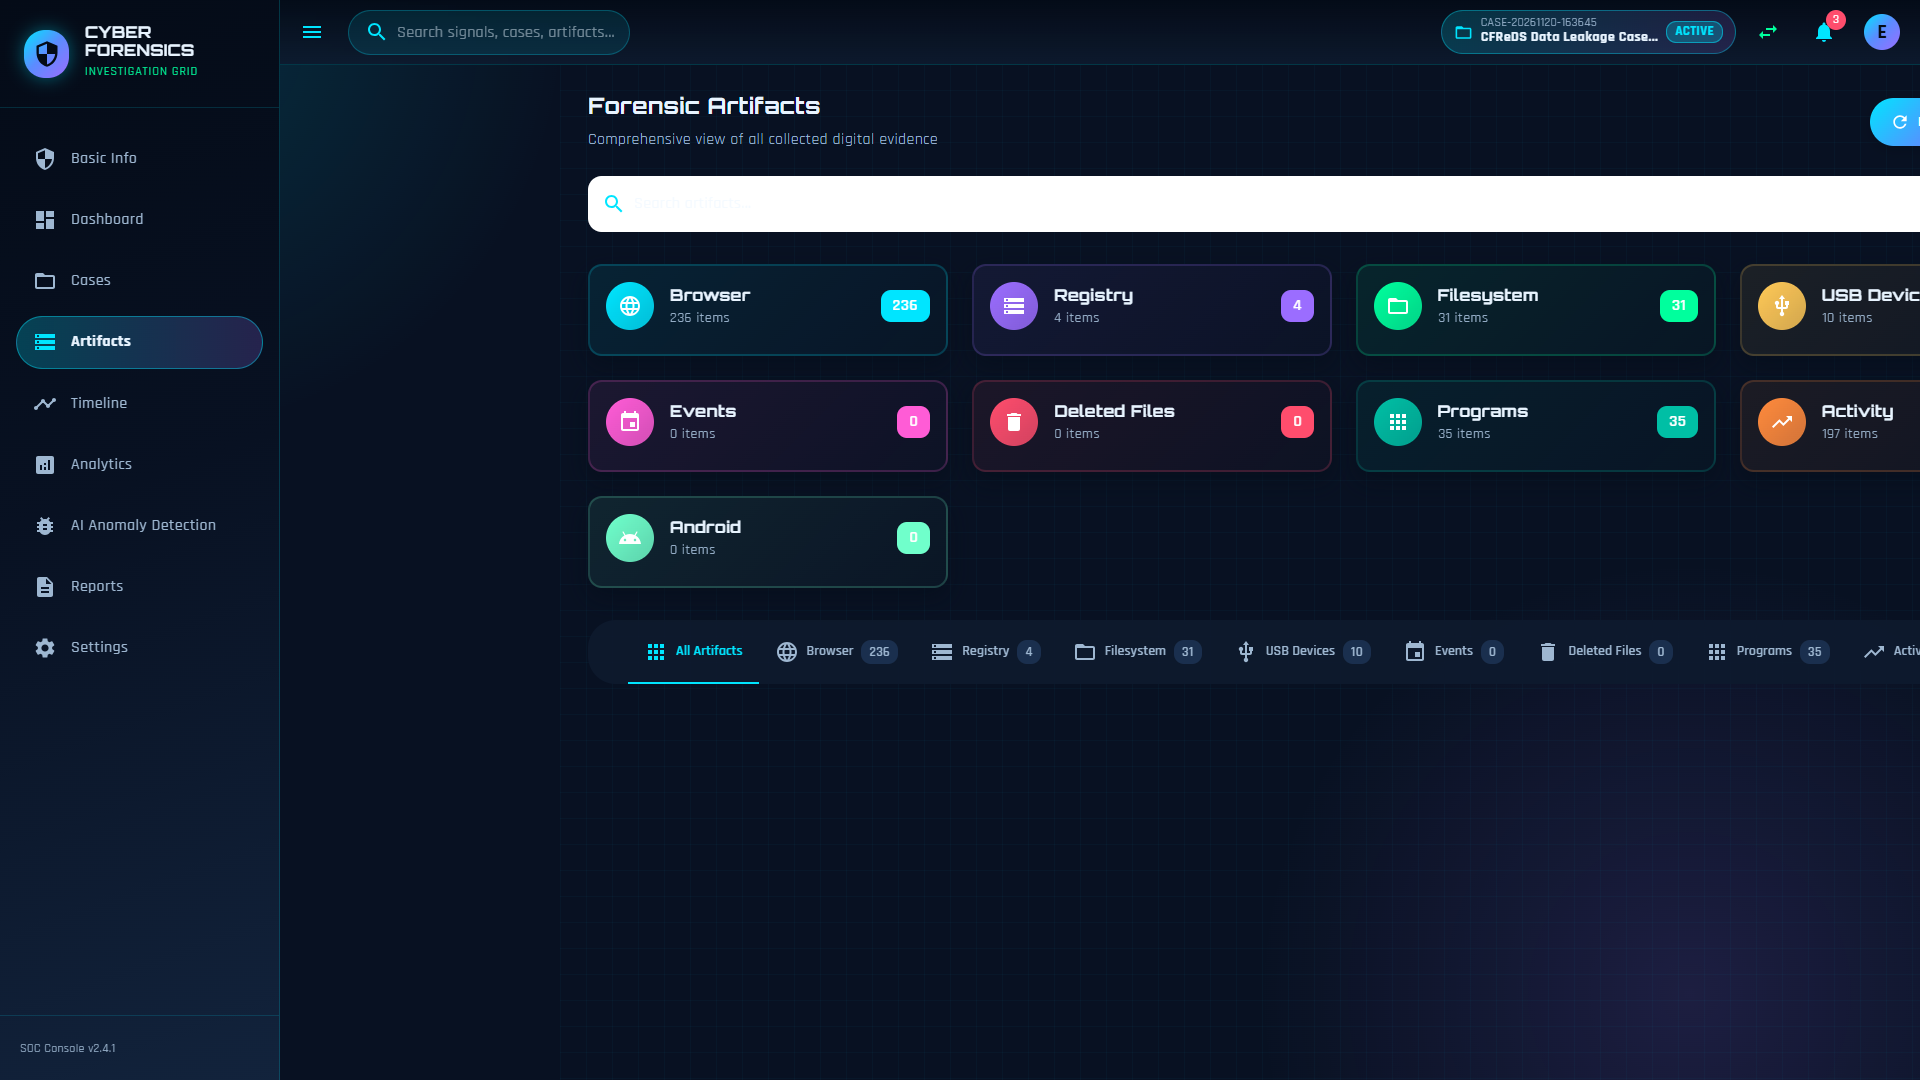 CYBER
FORENSICS
INVESTIGATION GRID
Search signals, cases, artifacts...
CASE-20261120-163645
CFReDS Data Leakage Case...
ACTIVE
3
E
Basic Info
Dashboard
Cases
Artifacts
Timeline
Analytics
AI Anomaly Detection
Reports
Settings
SOC Console v2.4.1
Forensic Artifacts
Comprehensive view of all collected digital evidence
Search artifacts...
Browser
236 items
236
Registry
4 items
4
Filesystem
31 items
31
USB Devic
10 items
Events
0 items
0
Deleted Files
0 items
0
Programs
35 items
35
Activity
197 items
Android
0 items
0
All Artifacts
Browser 236
Registry 4
Filesystem 31
USB Devices 10
Events 0
Deleted Files 0
Programs 35
Activ